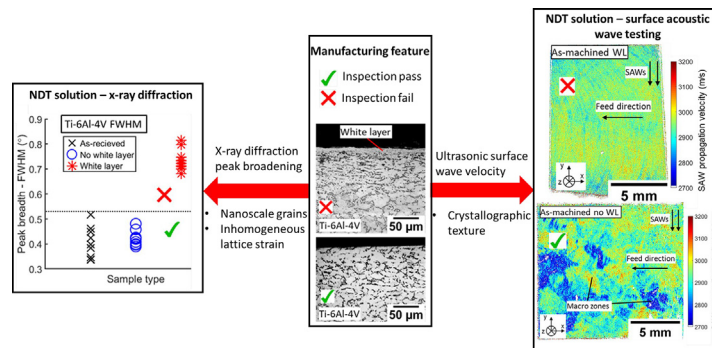 NDT solution – x-ray diffraction
Ti-6Al-4V FWHM
As-recieved
No white layer
White layer
Peak breadth - FWHM (°)
0.9
0.8
0.7
0.6
0.5
0.4
0.3
Sample type
X-ray diffraction
peak broadening
• Nanoscale grains
• Inhomogeneous
lattice strain
Manufacturing feature
Inspection pass
Inspection fail
White layer
Ti-6Al-4V
50 µm
Ti-6Al-4V
50 µm
Ultrasonic surface
wave velocity
• Crystallographic
texture
NDT solution – surface acoustic
wave testing
As-machined WL
SAWs
Feed direction
y
z
x
5 mm
3200
3100
3000
2900
2800
2700
SAW propagation velocity (m/s)
As-machined no WL
SAWs
Feed direction
Macro zones
y
z
x
5 mm
3200
3100
3000
2900
2800
2700